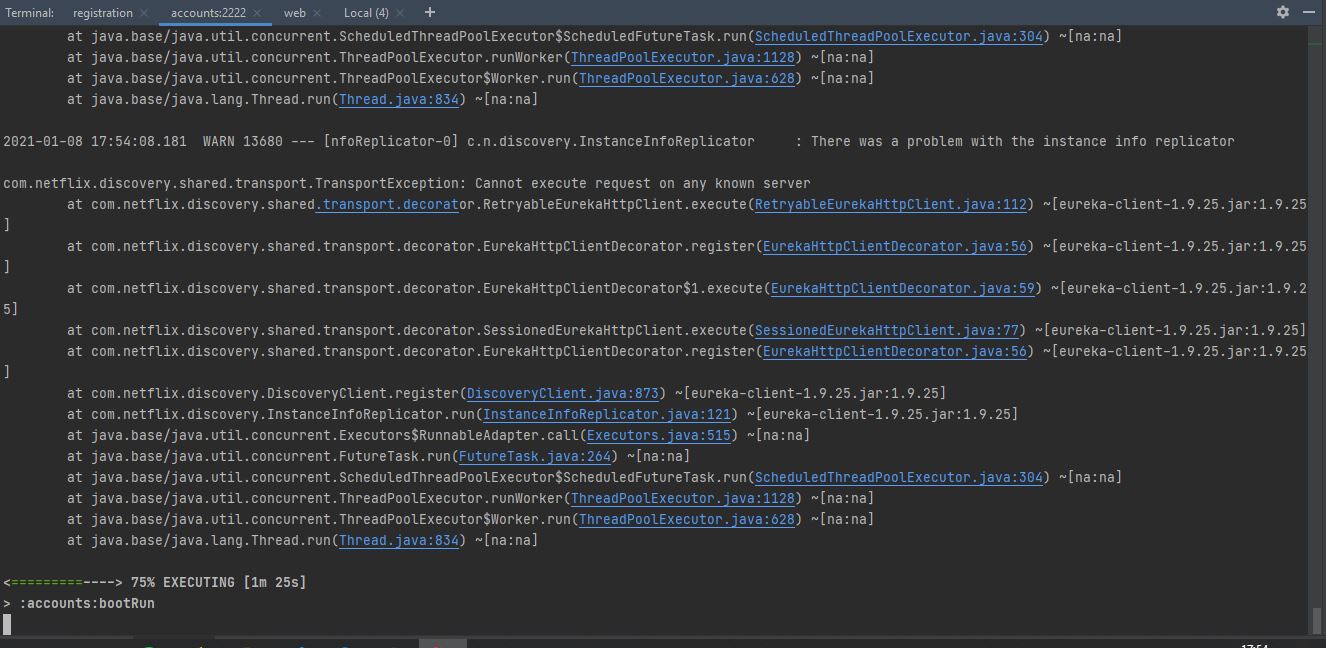 Terminal: registration × accounts:2222 × web × Local (4) × +
at java.base/java.util.concurrent.ScheduledThreadPoolExecutor$ScheduledFutureTask.run(ScheduledThreadPoolExecutor.java:304) ~[na:na]
at java.base/java.util.concurrent.ThreadPoolExecutor.runWorker(ThreadPoolExecutor.java:1128) ~[na:na]
at java.base/java.util.concurrent.ThreadPoolExecutor$Worker.run(ThreadPoolExecutor.java:628) ~[na:na]
at java.base/java.lang.Thread.run(Thread.java:834) ~[na:na]
2021-01-08 17:54:08.181  WARN 13680 --- [nfoReplicator-0] c.n.discovery.InstanceInfoReplicator     : There was a problem with the instance info replicator
com.netflix.discovery.shared.transport.TransportException: Cannot execute request on any known server
at com.netflix.discovery.shared.transport.decorator.RetryableEurekaHttpClient.execute(RetryableEurekaHttpClient.java:112) ~[eureka-client-1.9.25.jar:1.9.25
]
at com.netflix.discovery.shared.transport.decorator.EurekaHttpClientDecorator.register(EurekaHttpClientDecorator.java:56) ~[eureka-client-1.9.25.jar:1.9.25
]
at com.netflix.discovery.shared.transport.decorator.EurekaHttpClientDecorator$1.execute(EurekaHttpClientDecorator.java:59) ~[eureka-client-1.9.25.jar:1.9.2
5]
at com.netflix.discovery.shared.transport.decorator.SessionedEurekaHttpClient.execute(SessionedEurekaHttpClient.java:77) ~[eureka-client-1.9.25.jar:1.9.25]
at com.netflix.discovery.shared.transport.decorator.EurekaHttpClientDecorator.register(EurekaHttpClientDecorator.java:56) ~[eureka-client-1.9.25.jar:1.9.25
]
at com.netflix.discovery.DiscoveryClient.register(DiscoveryClient.java:873) ~[eureka-client-1.9.25.jar:1.9.25]
at com.netflix.discovery.InstanceInfoReplicator.run(InstanceInfoReplicator.java:121) ~[eureka-client-1.9.25.jar:1.9.25]
at java.base/java.util.concurrent.Executors$RunnableAdapter.call(Executors.java:515) ~[na:na]
at java.base/java.util.concurrent.FutureTask.run(FutureTask.java:264) ~[na:na]
at java.base/java.util.concurrent.ScheduledThreadPoolExecutor$ScheduledFutureTask.run(ScheduledThreadPoolExecutor.java:304) ~[na:na]
at java.base/java.util.concurrent.ThreadPoolExecutor.runWorker(ThreadPoolExecutor.java:1128) ~[na:na]
at java.base/java.util.concurrent.ThreadPoolExecutor$Worker.run(ThreadPoolExecutor.java:628) ~[na:na]
at java.base/java.lang.Thread.run(Thread.java:834) ~[na:na]
<=========----> 75% EXECUTING [1m 25s]
> :accounts:bootRun
17:54